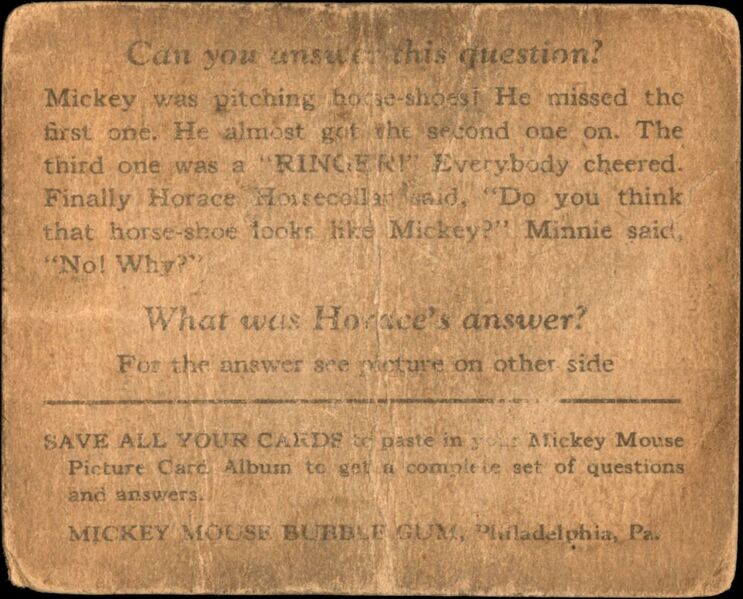 Can you answer this question?
Mickey was pitching horse-shoes! He missed the
first one. He almost got the second one on. The
third one was a "RINGER!" Everybody cheered.
Finally Horace Horsecollar said, "Do you think
that horse-shoe looks like Mickey?" Minnie said,
"No! Why?"
What was Horace's answer?
For the answer see picture on other side
SAVE ALL YOUR CARDS to paste in your Mickey Mouse
Picture Card Album to get a complete set of questions
and answers.
MICKEY MOUSE BUBBLE GUM, Philadelphia, Pa.